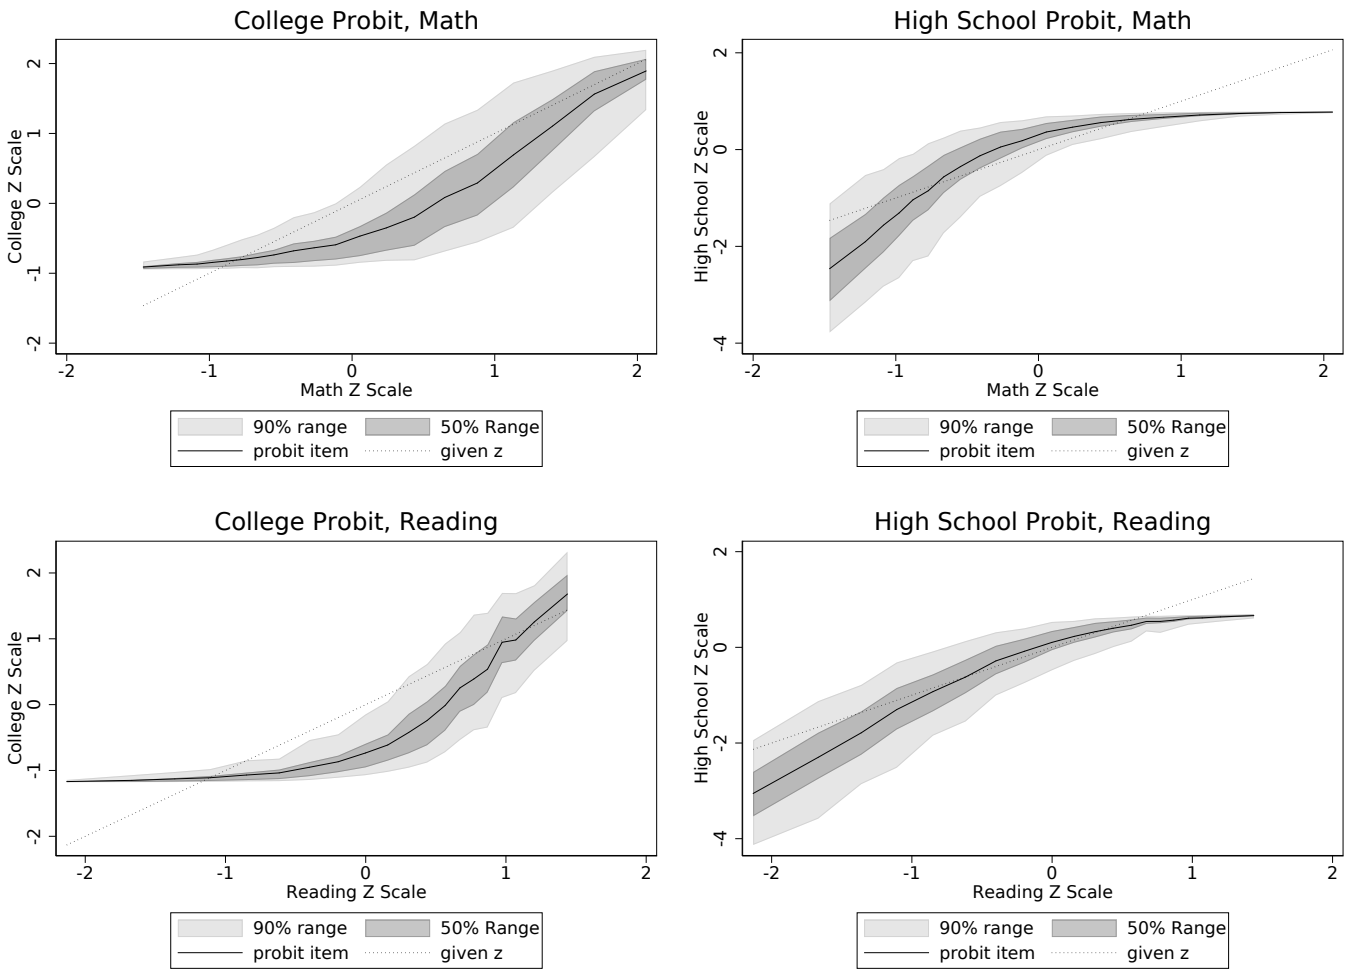 College Probit, Math
College Z Scale
2
1
0
-1
-2
-2 -1 0 1 2
Math Z Scale
90% range 50% Range
probit item given z
High School Probit, Math
High School Z Scale
2
0
-2
-4
-2 -1 0 1 2
Math Z Scale
90% range 50% Range
probit item given z
College Probit, Reading
College Z Scale
2
1
0
-1
-2
-2 -1 0 1 2
Reading Z Scale
90% range 50% Range
probit item given z
High School Probit, Reading
High School Z Scale
2
0
-2
-4
-2 -1 0 1 2
Reading Z Scale
90% range 50% Range
probit item given z